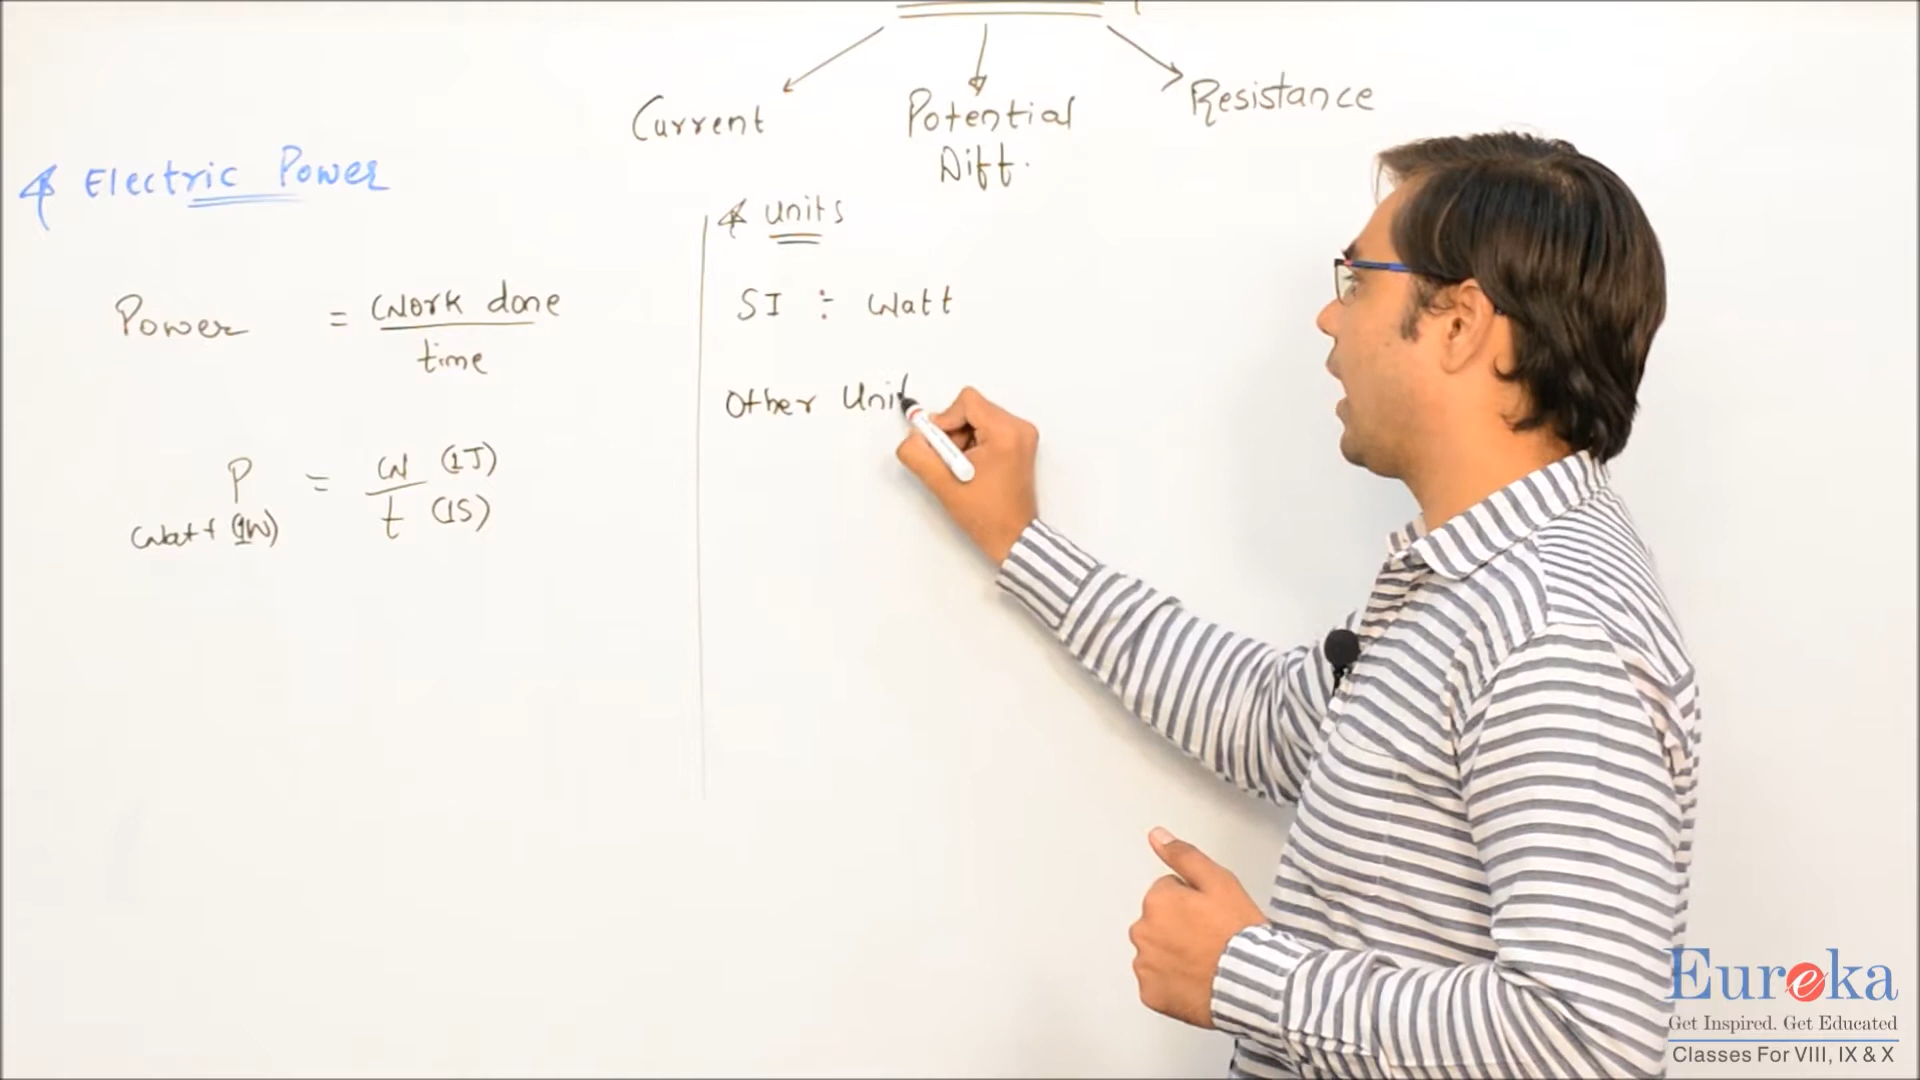 Current
Potential
Diff.
Resistance
Electric Power
Units
Power = Work done
time
SI : Watt
Other Unit
P = W (1J)
t (1S)
Watt (1W)
Eureka
Get Inspired. Get Educated
Classes For VIII, IX & X